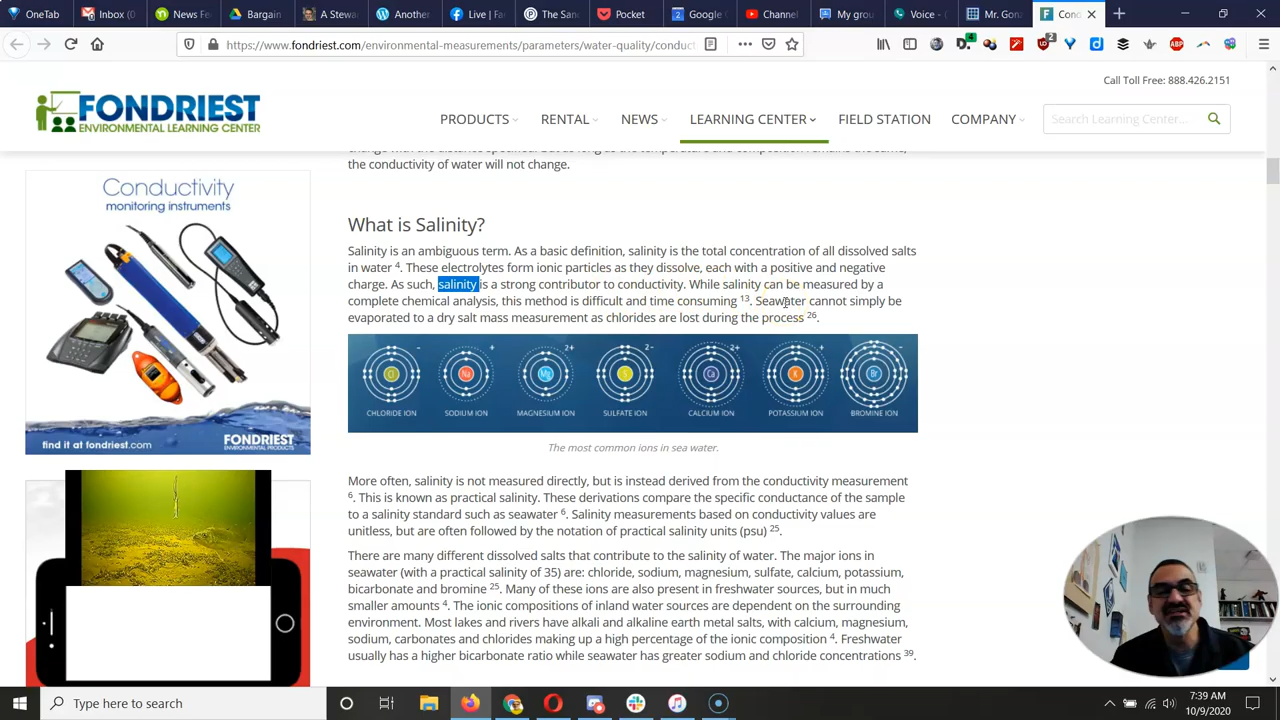 OneTab
Inbox (0
News Fe
Bargain
A Stewar
Another
Live | Fa
The Sanc
Pocket
Google C
Channel
My grou
Voice - C
Mr. Gona
Conc
https://www.fondriest.com/environmental-measurements/parameters/water-quality/conduct
Call Toll Free: 888.426.2151
FONDRIEST
ENVIRONMENTAL LEARNING CENTER
PRODUCTS
RENTAL
NEWS
LEARNING CENTER
FIELD STATION
COMPANY
Search Learning Center...
the conductivity of water will not change.
Conductivity
monitoring instruments
find it at fondriest.com
FONDRIEST
ENVIRONMENTAL PRODUCTS
What is Salinity?
Salinity is an ambiguous term. As a basic definition, salinity is the total concentration of all dissolved salts
in water 4. These electrolytes form ionic particles as they dissolve, each with a positive and negative
charge. As such, salinity is a strong contributor to conductivity. While salinity can be measured by a
complete chemical analysis, this method is difficult and time consuming 13. Seawater cannot simply be
evaporated to a dry salt mass measurement as chlorides are lost during the process 26.
Cl - Na + Mg 2+ S 2- Ca 2+ K + Br -
CHLORIDE ION SODIUM ION MAGNESIUM ION SULFATE ION CALCIUM ION POTASSIUM ION BROMINE ION
The most common ions in sea water.
More often, salinity is not measured directly, but is instead derived from the conductivity measurement
6. This is known as practical salinity. These derivations compare the specific conductance of the sample
to a salinity standard such as seawater 6. Salinity measurements based on conductivity values are
unitless, but are often followed by the notation of practical salinity units (psu) 25.
There are many different dissolved salts that contribute to the salinity of water. The major ions in
seawater (with a practical salinity of 35) are: chloride, sodium, magnesium, sulfate, calcium, potassium,
bicarbonate and bromine 25. Many of these ions are also present in freshwater sources, but in much
smaller amounts 4. The ionic compositions of inland water sources are dependent on the surrounding
environment. Most lakes and rivers have alkali and alkaline earth metal salts, with calcium, magnesium,
sodium, carbonates and chlorides making up a high percentage of the ionic composition 4. Freshwater
usually has a higher bicarbonate ratio while seawater has greater sodium and chloride concentrations 39.
Type here to search
7:39 AM
10/9/2020